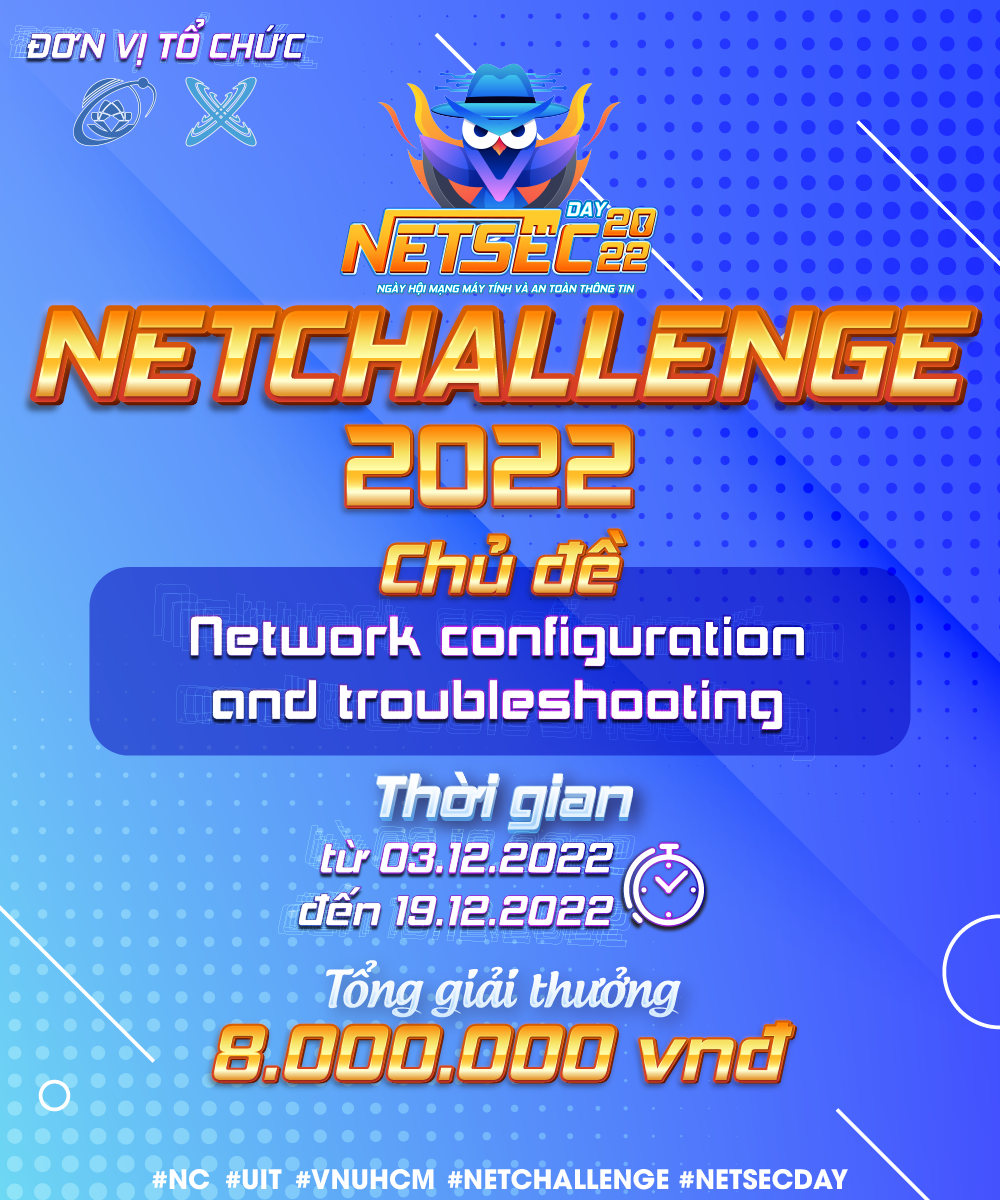 ĐƠN VỊ TỔ CHỨC
NETSEC DAY 2022
NGÀY HỘI MẠNG MÁY TÍNH VÀ AN TOÀN THÔNG TIN
NETCHALLENGE
2022
Chủ đề
Network configuration
and troubleshooting
Thời gian
từ 03.12.2022
đến 19.12.2022
Tổng giải thưởng
8.000.000 vnđ
#NC #UIT #VNUHCM #NETCHALLENGE #NETSECDAY